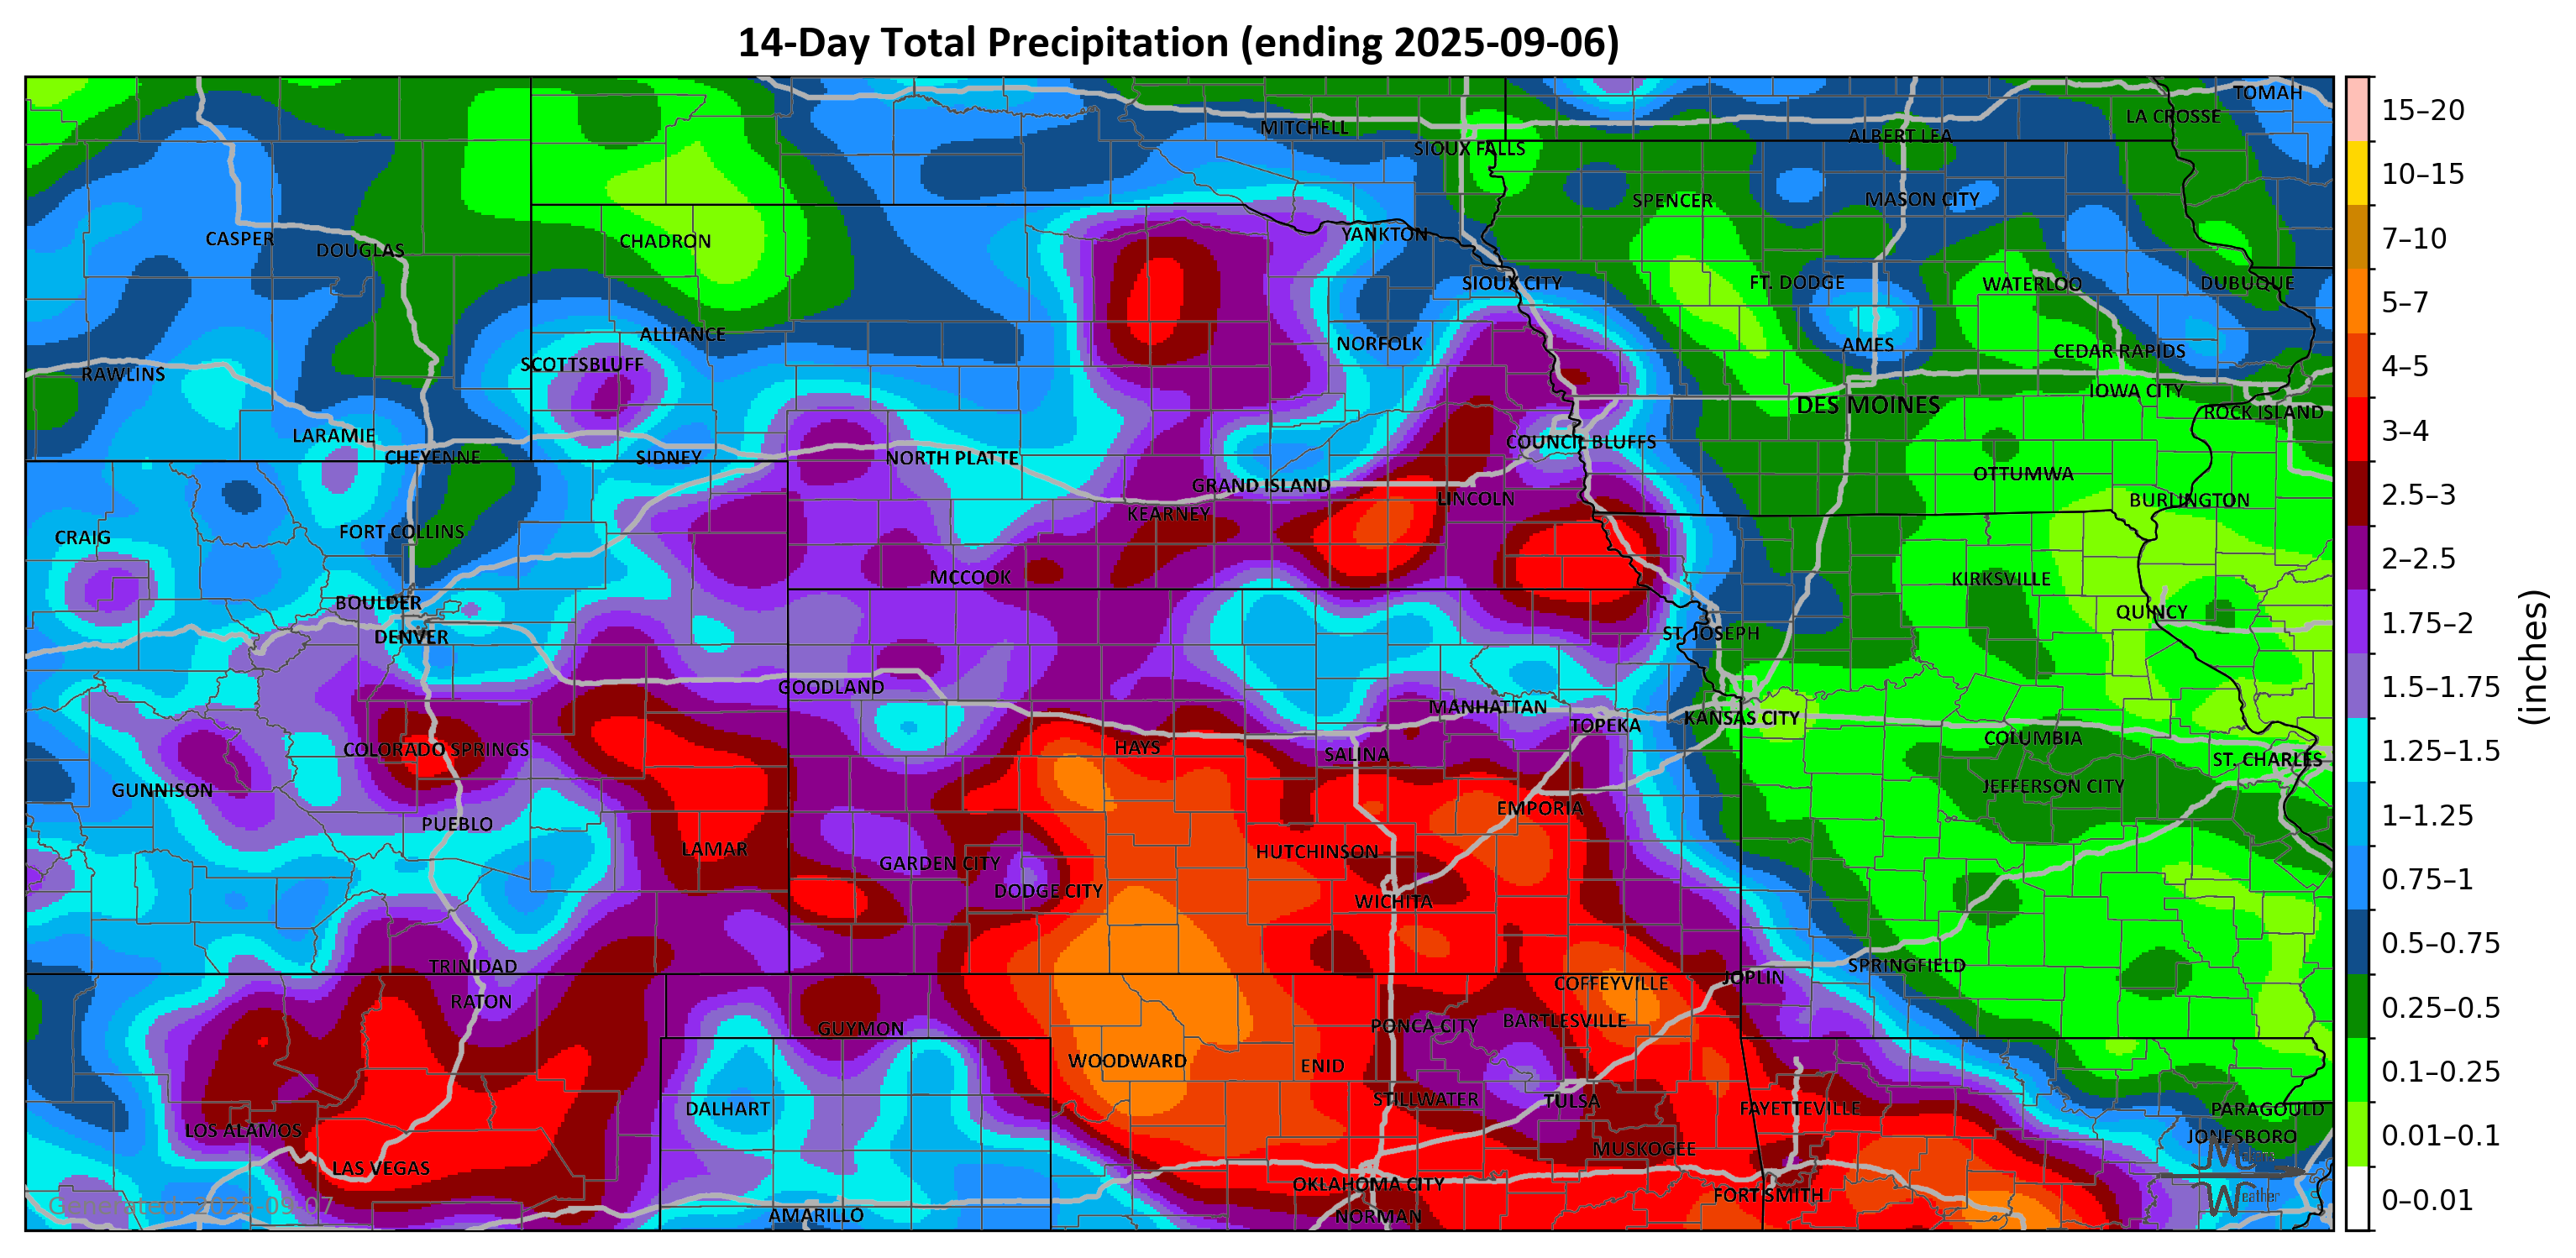 14-Day Total Precipitation (ending 2025-09-06)
TOMAH
LA CROSSE
MITCHELL
ALBERT LEA
SIOUX FALLS
SPENCER
MASON CITY
CASPER
DOUGLAS
CHADRON
YANKTON
SIOUX CITY
FT. DODGE
WATERLOO
DUBUQUE
ALLIANCE
NORFOLK
AMES
CEDAR RAPIDS
SCOTTSBLUFF
RAWLINS
IOWA CITY
DES MOINES
ROCK ISLAND
LARAMIE
COUNCIL BLUFFS
CHEYENNE
SIDNEY
NORTH PLATTE
OTTUMWA
GRAND ISLAND
LINCOLN
BURLINGTON
KEARNEY
CRAIG
FORT COLLINS
MCCOOK
KIRKSVILLE
BOULDER
QUINCY
DENVER
ST. JOSEPH
GOODLAND
MANHATTAN
TOPEKA
KANSAS CITY
COLUMBIA
COLORADO SPRINGS
HAYS
SALINA
ST. CHARLES
GUNNISON
JEFFERSON CITY
EMPORIA
PUEBLO
LAMAR
HUTCHINSON
GARDEN CITY
DODGE CITY
WICHITA
TRINIDAD
SPRINGFIELD
JOPLIN
COFFEYVILLE
RATON
GUYMON
PONCA CITY
BARTLESVILLE
WOODWARD
ENID
STILLWATER
TULSA
DALHART
FAYETTEVILLE
PARAGOULD
LOS ALAMOS
JONESBORO
MUSKOGEE
LAS VEGAS
OKLAHOMA CITY
FORT SMITH
AMARILLO
NORMAN
Generated: 2025-09-07
Weather
15–20
10–15
7–10
5–7
4–5
3–4
2.5–3
2–2.5
1.75–2
1.5–1.75
1.25–1.5
1–1.25
0.75–1
0.5–0.75
0.25–0.5
0.1–0.25
0.01–0.1
0–0.01
(inches)